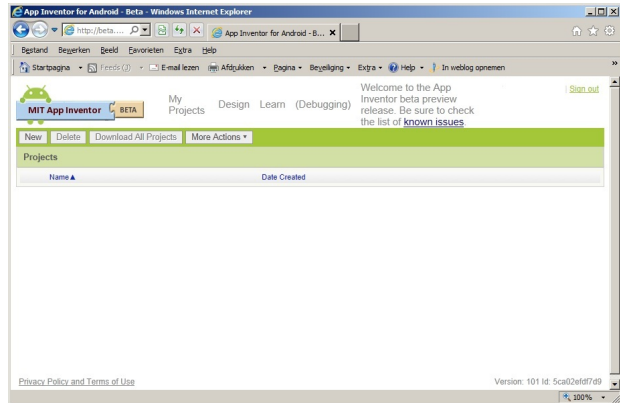 App Inventor for Android - Beta - Windows Internet Explorer
http://beta....
App Inventor for Android - B...
Bestand Bewerken Beeld Favorieten Extra Help
Startpagina Feeds (J) E-mail lezen Afdrukken Pagina Beveiliging Extra Help In weblog opnemen »
MIT App Inventor BETA
My Projects Design Learn (Debugging)
Welcome to the App
Inventor beta preview
release. Be sure to check
the list of known issues.
Sign out
New Delete Download All Projects More Actions
Projects
Name Date Created
Privacy Policy and Terms of Use
Version: 101 Id: 5ca02efdf7d9
100%